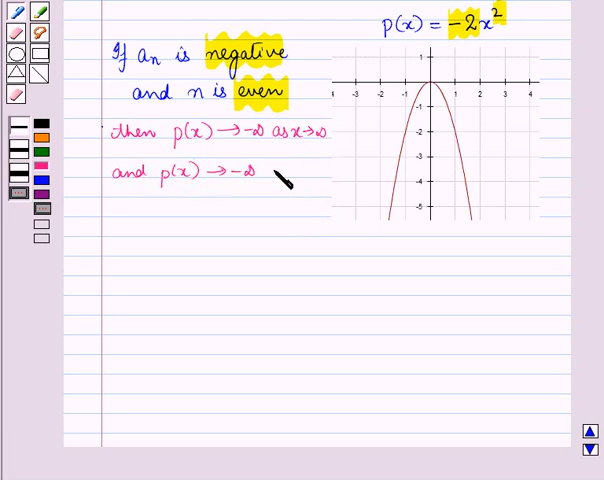 p(x) = -2x²
If an is negative
and n is even
then p(x) → -∞ as x → ∞
and p(x) → -∞
1
-4 -3 -2 -1 1 2 3 4
-1
-2
-3
-4
-5